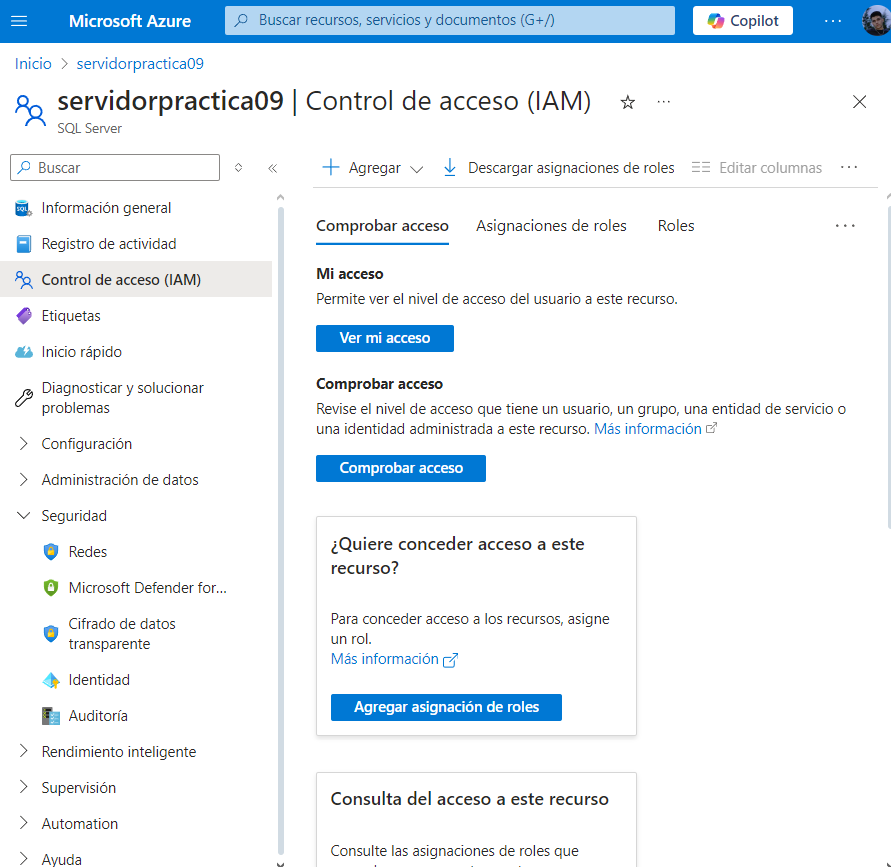 Microsoft Azure
Buscar recursos, servicios y documentos (G+/)
Copilot
Inicio > servidorpractica09
servidorpractica09 | Control de acceso (IAM)
SQL Server
Buscar
Agregar
Descargar asignaciones de roles
Editar columnas
Información general
Registro de actividad
Control de acceso (IAM)
Etiquetas
Inicio rápido
Diagnosticar y solucionar
problemas
Configuración
Administración de datos
Seguridad
Redes
Microsoft Defender for...
Cifrado de datos
transparente
Identidad
Auditoría
Rendimiento inteligente
Supervisión
Automation
Ayuda
Comprobar acceso
Asignaciones de roles
Roles
Mi acceso
Permite ver el nivel de acceso del usuario a este recurso.
Ver mi acceso
Comprobar acceso
Revise el nivel de acceso que tiene un usuario, un grupo, una entidad de servicio o
una identidad administrada a este recurso. Más información
Comprobar acceso
¿Quiere conceder acceso a este
recurso?
Para conceder acceso a los recursos, asigne
un rol.
Más información
Agregar asignación de roles
Consulta del acceso a este recurso
Consulte las asignaciones de roles que